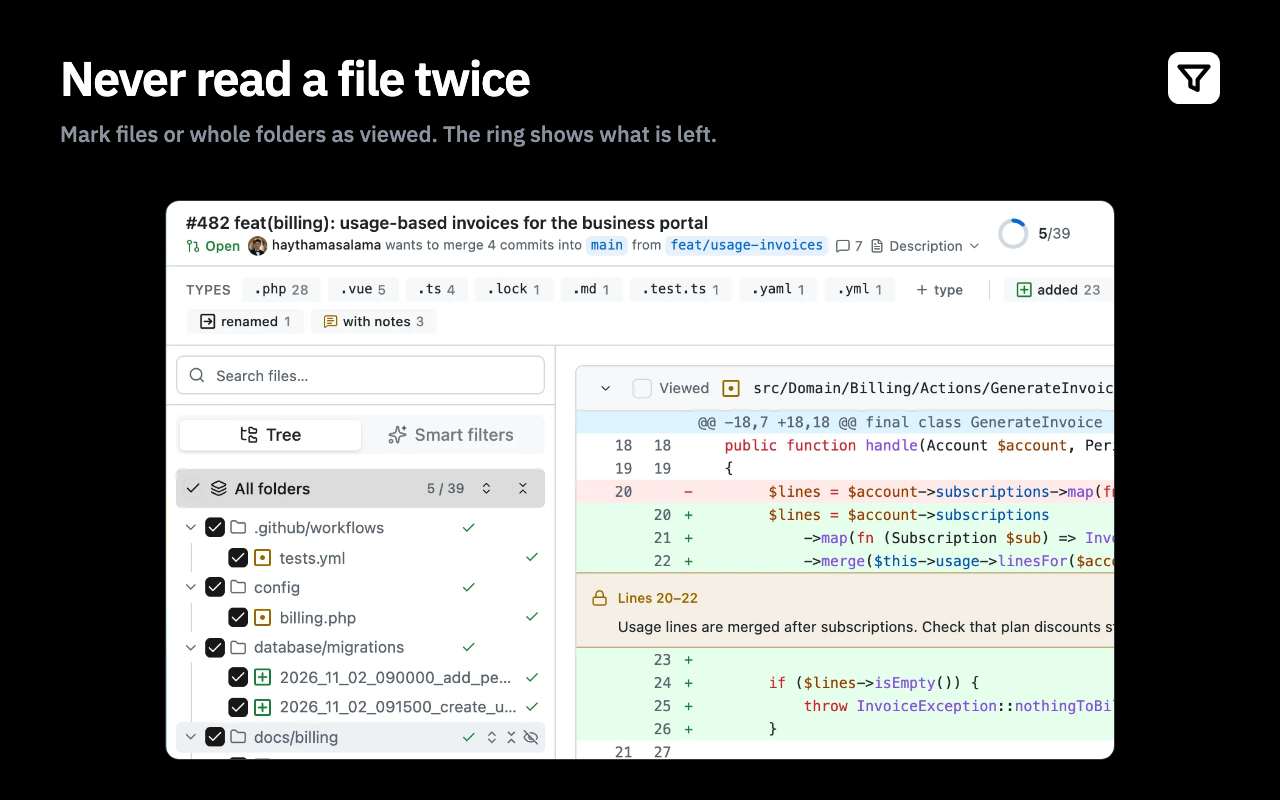 Never read a file twice
Mark files or whole folders as viewed. The ring shows what is left.
#482 feat(billing): usage-based invoices for the business portal
Open haythamasalama wants to merge 4 commits into main from feat/usage-invoices 7 Description
5/39
TYPES .php 28 .vue 5 .ts 4 .lock 1 .md 1 .test.ts 1 .yaml 1 .yml 1 + type added 23
renamed 1 with notes 3
Search files...
Tree Smart filters
All folders 5 / 39
.github/workflows
tests.yml
config
billing.php
database/migrations
2026_11_02_090000_add_pe...
2026_11_02_091500_create_u...
docs/billing
Viewed src/Domain/Billing/Actions/GenerateInvoic
@@ -18,7 +18,18 @@ final class GenerateInvoice
18 18 public function handle(Account $account, Per
19 19 {
20 - $lines = $account->subscriptions->map(f
20 + $lines = $account->subscriptions
21 + ->map(fn (Subscription $sub) => Inv
22 + ->merge($this->usage->linesFor($acc
Lines 20–22
Usage lines are merged after subscriptions. Check that plan discounts s
23 +
24 + if ($lines->isEmpty()) {
25 + throw InvoiceException::nothingToBi
26 + }
21 27